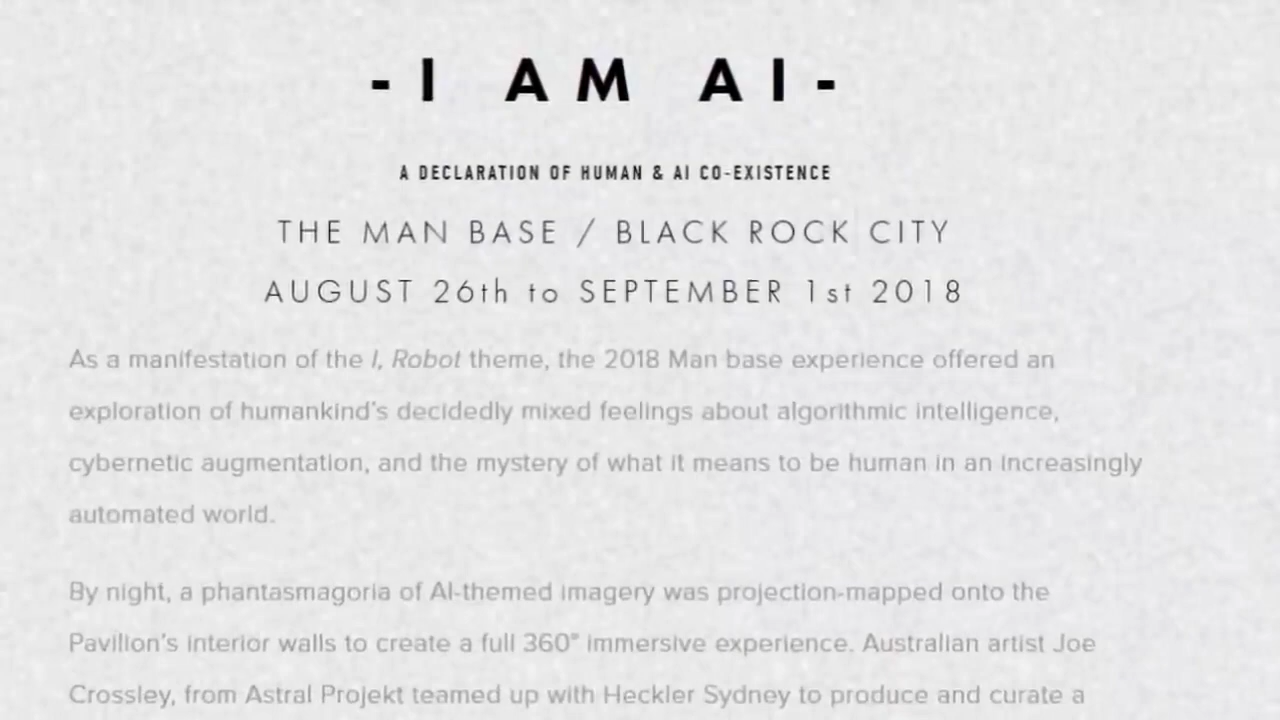 - I AM AI -
A DECLARATION OF HUMAN & AI CO-EXISTENCE
THE MAN BASE / BLACK ROCK CITY
AUGUST 26th to SEPTEMBER 1st 2018
As a manifestation of the I, Robot theme, the 2018 Man base experience offered an
exploration of humankind's decidedly mixed feelings about algorithmic intelligence,
cybernetic augmentation, and the mystery of what it means to be human in an increasingly
automated world.
By night, a phantasmagoria of AI-themed imagery was projection-mapped onto the
Pavilion's interior walls to create a full 360° immersive experience. Australian artist Joe
Crossley, from Astral Projekt teamed up with Heckler Sydney to produce and curate a